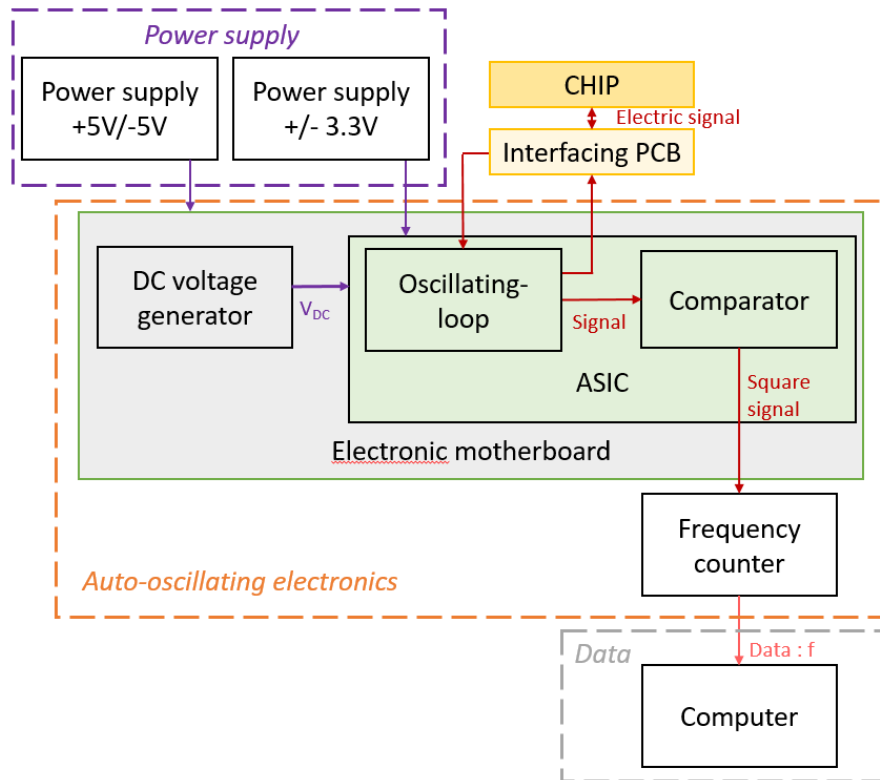 Power supply
Power supply
+5V/-5V
Power supply
+/- 3.3V
CHIP
Electric signal
Interfacing PCB
DC voltage
generator
V_DC
Oscillating-
loop
Signal
Comparator
ASIC
Square
signal
Electronic motherboard
Frequency
counter
Auto-oscillating electronics
Data : f
Data
Computer